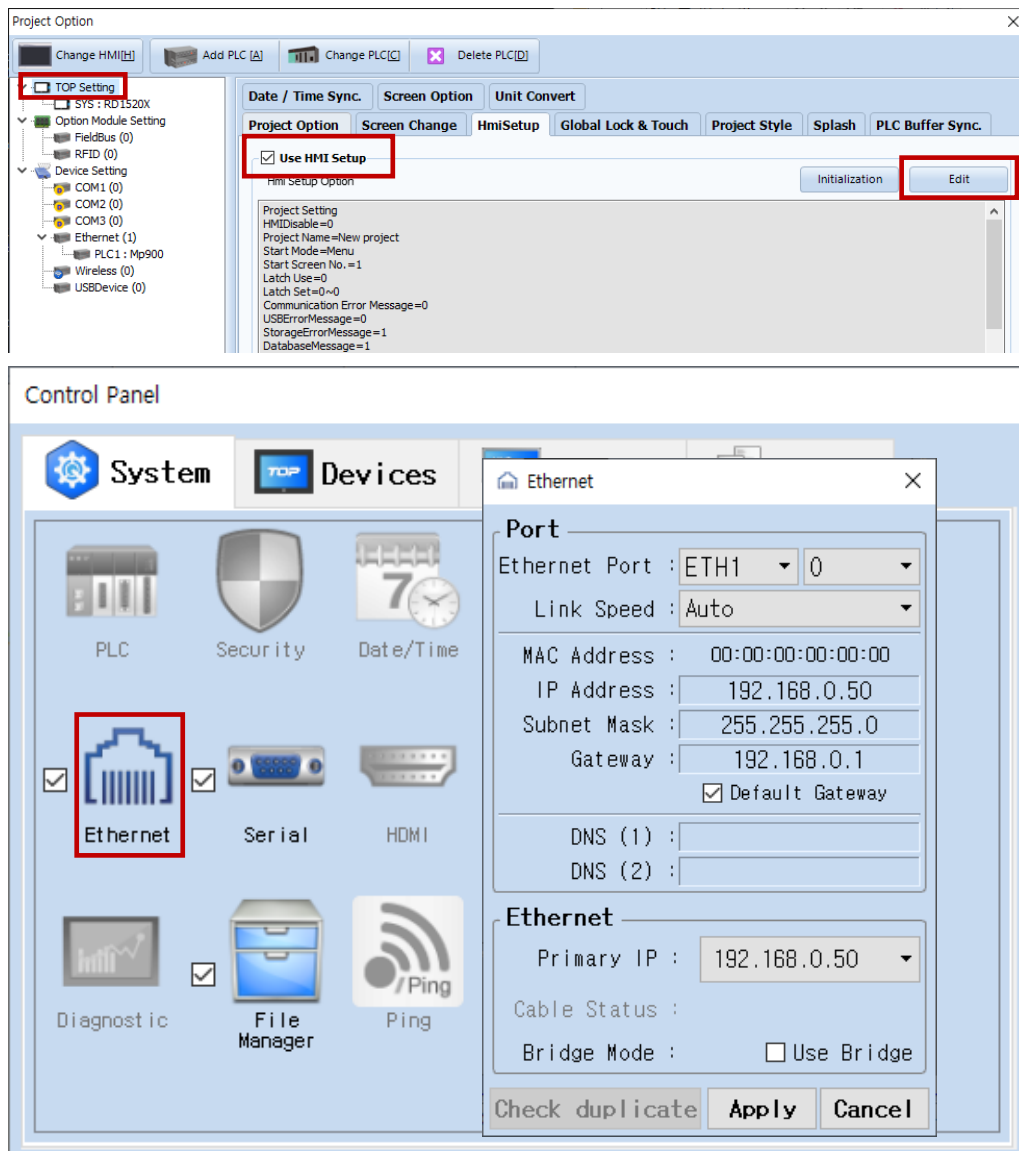 Project Option
Change HMI[H]
Add PLC [A]
Change PLC[C]
Delete PLC[D]
TOP Setting
SYS : RD1520X
Option Module Setting
FieldBus (0)
RFID (0)
Device Setting
COM1 (0)
COM2 (0)
COM3 (0)
Ethernet (1)
PLC1 : Mp900
Wireless (0)
USBDevice (0)
Date / Time Sync.
Screen Option
Unit Convert
Project Option
Screen Change
HmiSetup
Global Lock & Touch
Project Style
Splash
PLC Buffer Sync.
Use HMI Setup
Hmi Setup Option
Initialization
Edit
Project Setting
HMIDisable=0
Project Name=New project
Start Mode=Menu
Start Screen No.=1
Latch Use=0
Latch Set=0~0
Communication Error Message=0
USBErrorMessage=0
StorageErrorMessage=1
DatabaseMessage=1
Control Panel
System
TOP
Devices
PLC
Security
7
Date/Time
Ethernet
Serial
HDMI
Diagnostic
File
Manager
/Ping
Ping
Ethernet
Port
Ethernet Port : ETH1 0
Link Speed : Auto
MAC Address : 00:00:00:00:00:00
IP Address : 192.168.0.50
Subnet Mask : 255.255.255.0
Gateway : 192.168.0.1
Default Gateway
DNS (1) :
DNS (2) :
Ethernet
Primary IP : 192.168.0.50
Cable Status :
Bridge Mode : Use Bridge
Check duplicate
Apply
Cancel